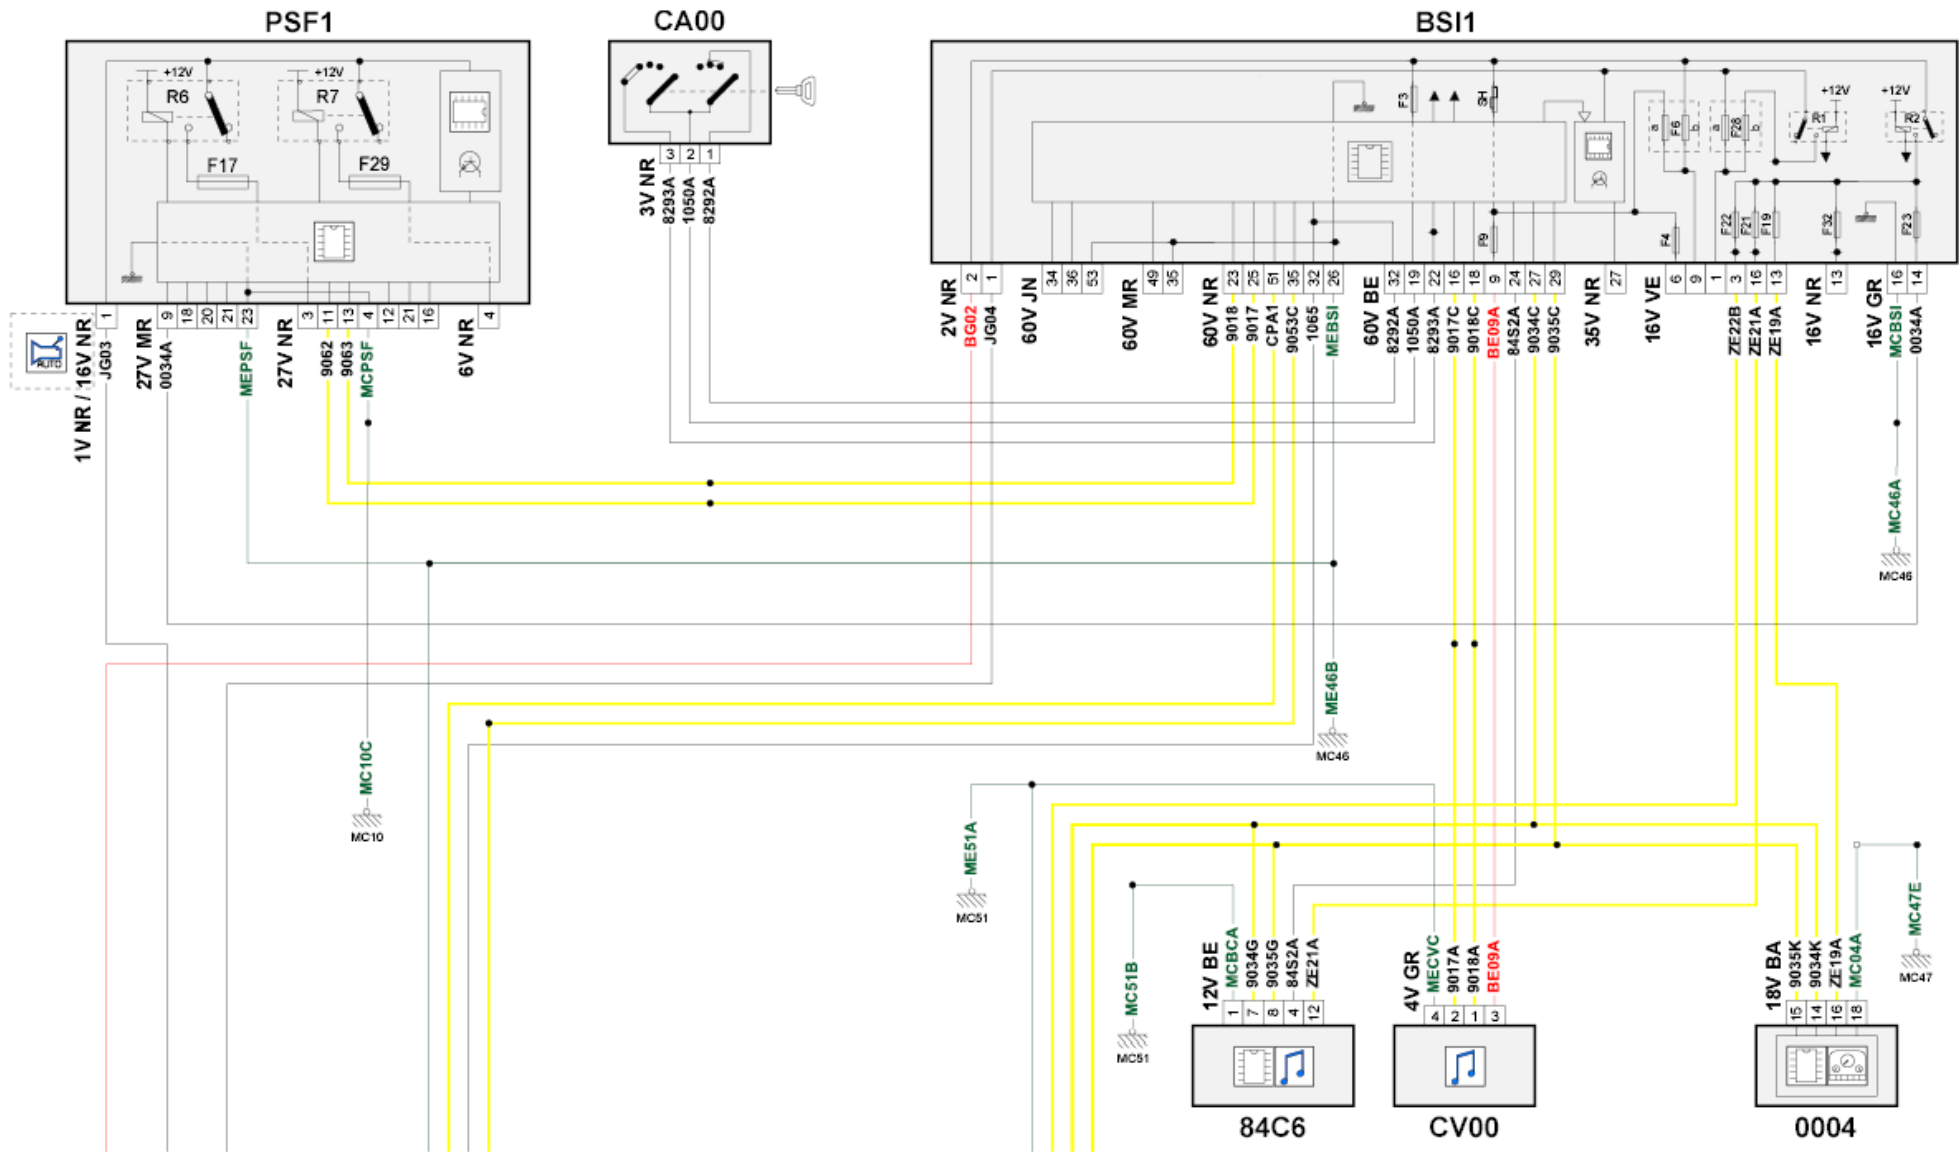 PSF1
CA00
BSI1
+12V
R6
+12V
R7
F17
F29
F3
SH
a
F6
b
a
F28
b
+12V
R1
+12V
R2
F9
F4
F22
F21
F19
F32
F23
3 2 1
3V NR
8293A
1050A
8292A
AUTO
1V NR / 16V NR
1
JG03
27V MR
9 18 20 21 23
0034A
MEPSF
27V NR
3 11 13 4 12 21 16
9062
9063
MCPSF
6V NR
4
2V NR
2 1
BG02
JG04
60V JN
34 36 53
60V MR
49 35
60V NR
23 25 51 35 32 26
9018
9017
CPA1
9053C
1065
MEBSI
60V BE
32 19 22 16 18 9 24 27 29
8292A
1050A
8293A
9017C
9018C
BE09A
84S2A
9034C
9035C
35V NR
27
16V VE
6 9 1 3 16 13
ZE22B
ZE21A
ZE19A
16V NR
13
16V GR
16 14
MCBSI
0034A
MC46A
MC46
ME46B
MC46
MC10C
MC10
ME51A
MC51
MC51B
MC51
12V BE
MCBCA
9034G
9035G
84S2A
ZE21A
1 7 8 4 12
84C6
4V GR
MECVC
9017A
9018A
BE09A
4 2 1 3
CV00
18V BA
9035K
9034K
ZE19A
MC04A
15 14 16 18
0004
MC47E
MC47